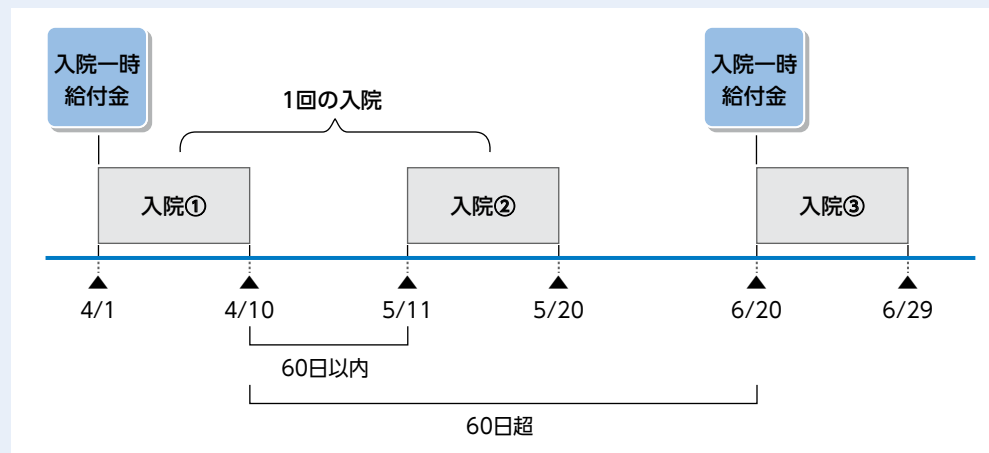 入院一時
給付金
入院一時
給付金
1回の入院
入院①
入院②
入院③
4/1
4/10
5/11
5/20
6/20
6/29
60日以内
60日超